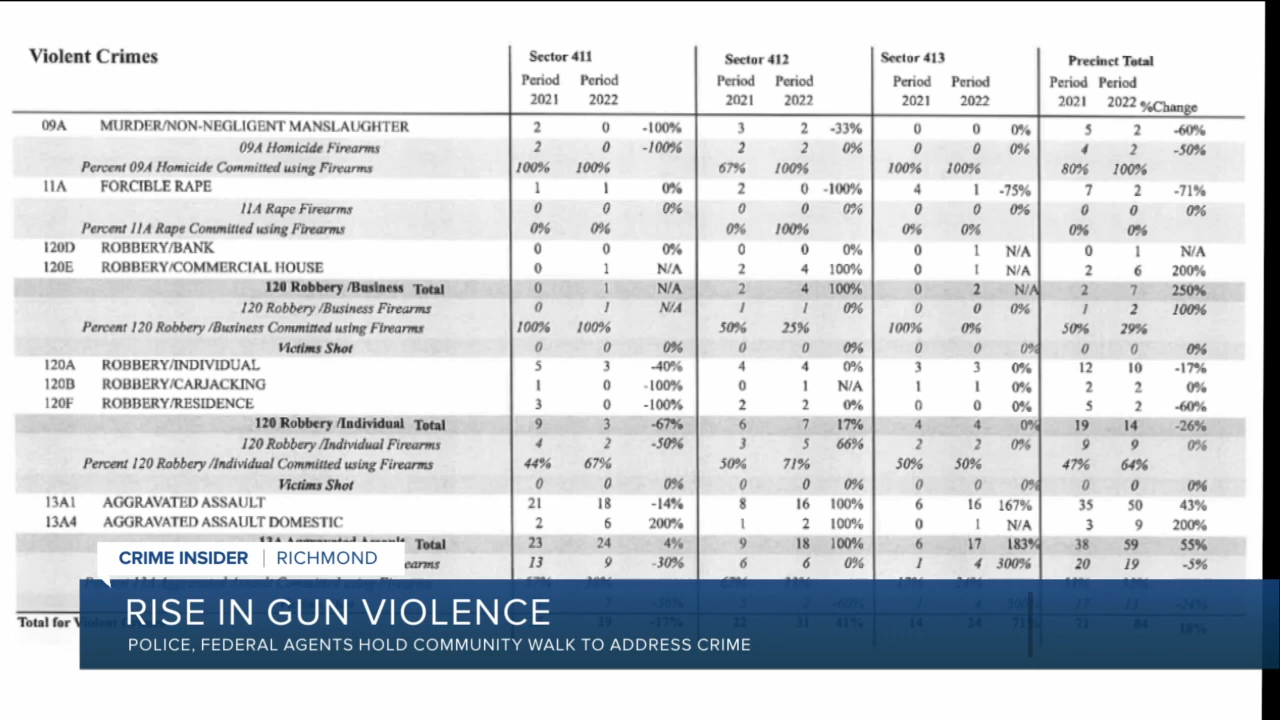 Violent Crimes Sector 411 Sector 412 Sector 413 Precinct Total
Period Period Period Period Period Period Period Period
2021 2022 2021 2022 2021 2022 2021 2022 %Change
09A MURDER/NON-NEGLIGENT MANSLAUGHTER 2 0 -100% 3 2 -33% 0 0 0% 5 2 -60%
09A Homicide Firearms 2 0 -100% 2 2 0% 0 0 0% 4 2 -50%
Percent 09A Homicide Committed using Firearms 100% 100% 67% 100% 100% 100% 80% 100%
11A FORCIBLE RAPE 1 1 0% 2 0 -100% 4 1 -75% 7 2 -71%
11A Rape Firearms 0 0 0% 0 0 0% 0 0 0% 0 0 0%
Percent 11A Rape Committed using Firearms 0% 0% 0% 100% 0% 0% 0% 0%
120D ROBBERY/BANK 0 0 0% 0 0 0% 0 1 N/A 0 1 N/A
120E ROBBERY/COMMERCIAL HOUSE 0 1 N/A 2 4 100% 0 1 N/A 2 6 200%
120 Robbery /Business Total 0 1 N/A 2 4 100% 0 2 N/A 2 7 250%
120 Robbery /Business Firearms 0 1 N/A 1 1 0% 0 0 0% 1 2 100%
Percent 120 Robbery /Business Committed using Firearms 100% 100% 50% 25% 100% 0% 50% 29%
Victims Shot 0 0 0% 0 0 0% 0 0 0% 0 0 0%
120A ROBBERY/INDIVIDUAL 5 3 -40% 4 4 0% 3 3 0% 12 10 -17%
120B ROBBERY/CARJACKING 1 0 -100% 0 1 N/A 1 1 0% 2 2 0%
120F ROBBERY/RESIDENCE 3 0 -100% 2 2 0% 0 0 0% 5 2 -60%
120 Robbery /Individual Total 9 3 -67% 6 7 17% 4 4 0% 19 14 -26%
120 Robbery /Individual Firearms 4 2 -50% 3 5 66% 2 2 0% 9 9 0%
Percent 120 Robbery /Individual Committed using Firearms 44% 67% 50% 71% 50% 50% 47% 64%
Victims Shot 0 0 0% 0 0 0% 0 0 0% 0 0 0%
13A1 AGGRAVATED ASSAULT 21 18 -14% 8 16 100% 6 16 167% 35 50 43%
13A4 AGGRAVATED ASSAULT DOMESTIC 2 6 200% 1 2 100% 0 1 N/A 3 9 200%
Total 23 24 4% 9 18 100% 6 17 183% 38 59 55%
earms 13 9 -30% 6 6 0% 1 4 300% 20 19 -5%
CRIME INSIDER | RICHMOND
RISE IN GUN VIOLENCE
Total for 39 -17% 22 31 41% 14 24 71% 71 84 18%
POLICE, FEDERAL AGENTS HOLD COMMUNITY WALK TO ADDRESS CRIME